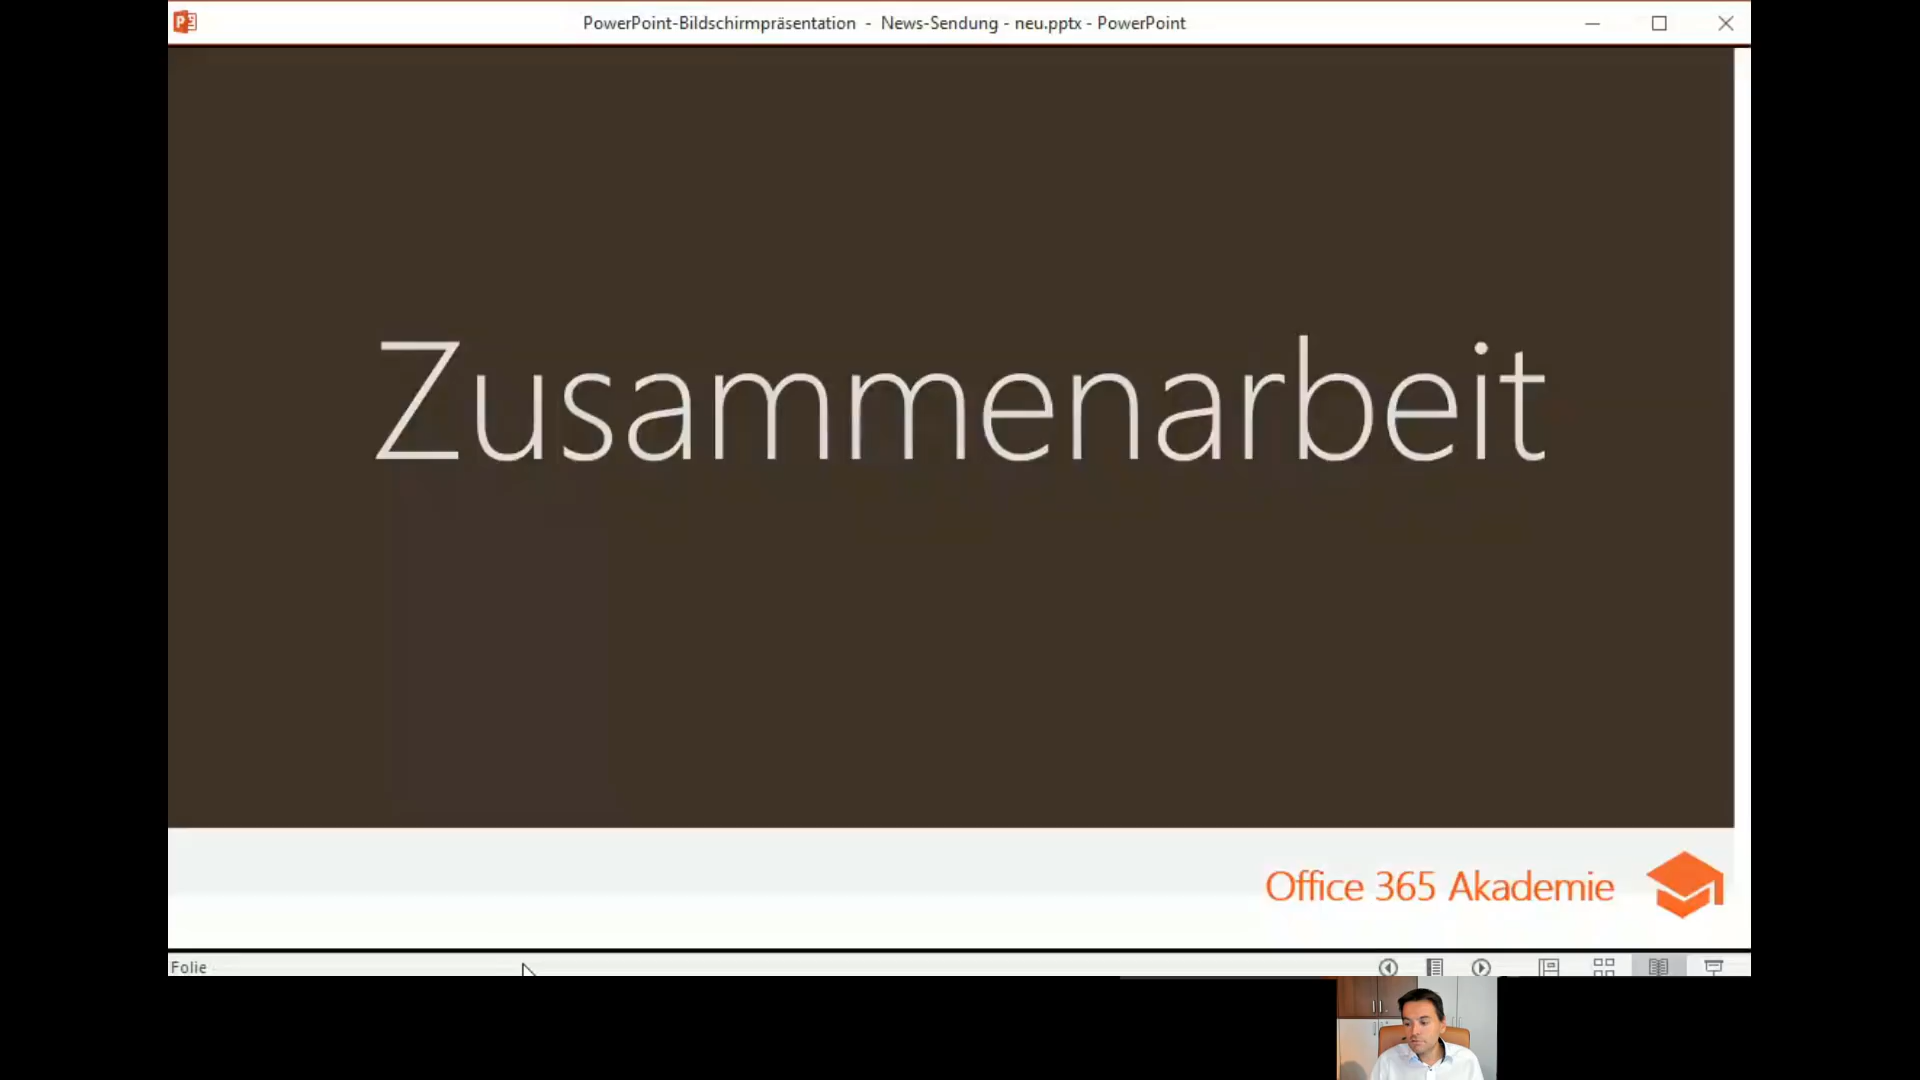 PowerPoint-Bildschirmpräsentation - News-Sendung - neu.pptx - PowerPoint
Zusammenarbeit
Office 365 Akademie
Folie